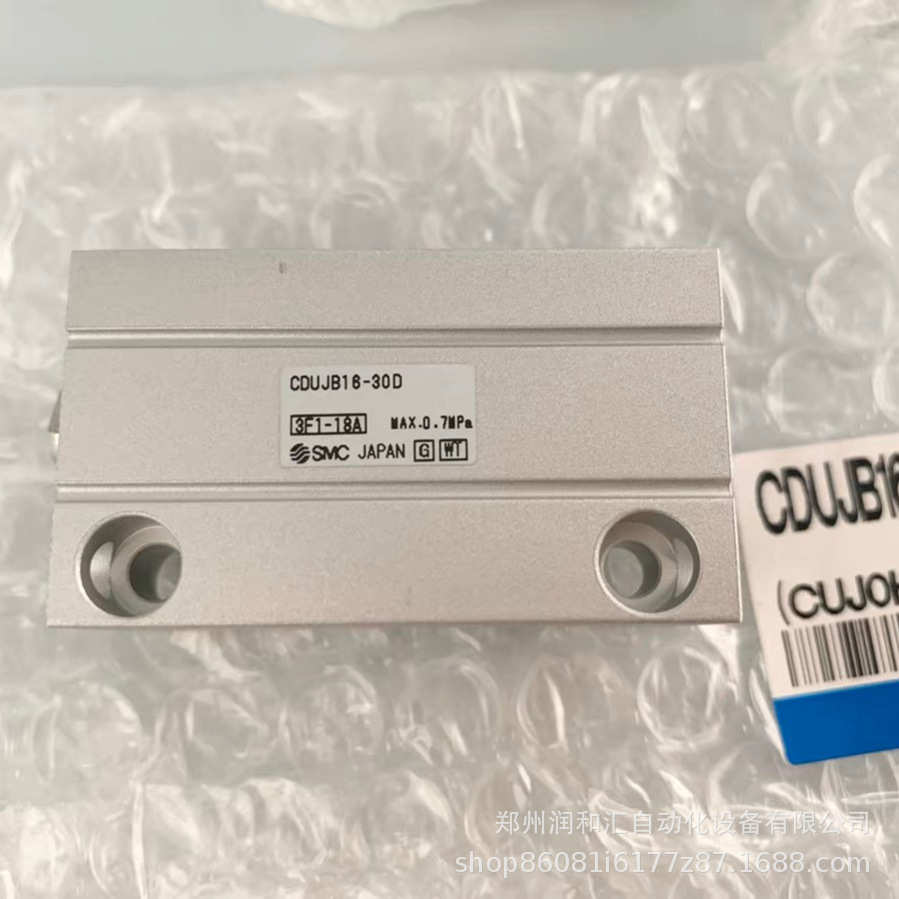 CDUJB16-30D
3F1-18A MAX.0.7MPa
SMC JAPAN G WT
CDUJB16
(CUJ0
郑州润和汇自动化设备有限公司
shop86081i6177z87.1688.com